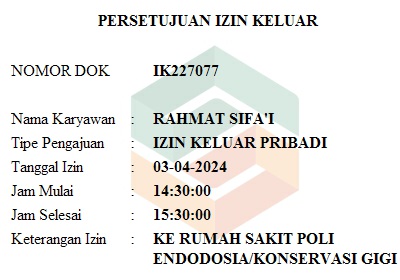 PERSETUJUAN IZIN KELUAR
NOMOR DOK IK227077
Nama Karyawan : RAHMAT SIFA'I
Tipe Pengajuan : IZIN KELUAR PRIBADI
Tanggal Izin : 03-04-2024
Jam Mulai : 14:30:00
Jam Selesai : 15:30:00
Keterangan Izin : KE RUMAH SAKIT POLI
ENDODOSIA/KONSERVASI GIGI